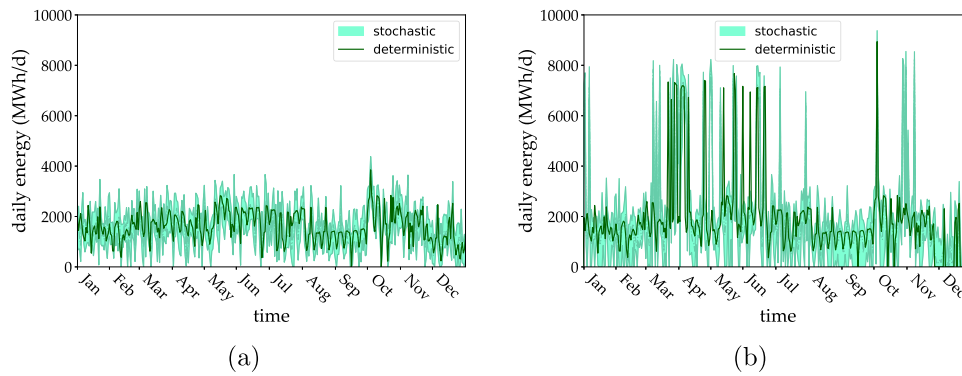 10000
8000
6000
4000
2000
0
daily energy (MWh/d)
stochastic
deterministic
Jan Feb Mar Apr May Jun Jul Aug Sep Oct Nov Dec
time
(a)
10000
8000
6000
4000
2000
0
daily energy (MWh/d)
stochastic
deterministic
Jan Feb Mar Apr May Jun Jul Aug Sep Oct Nov Dec
time
(b)